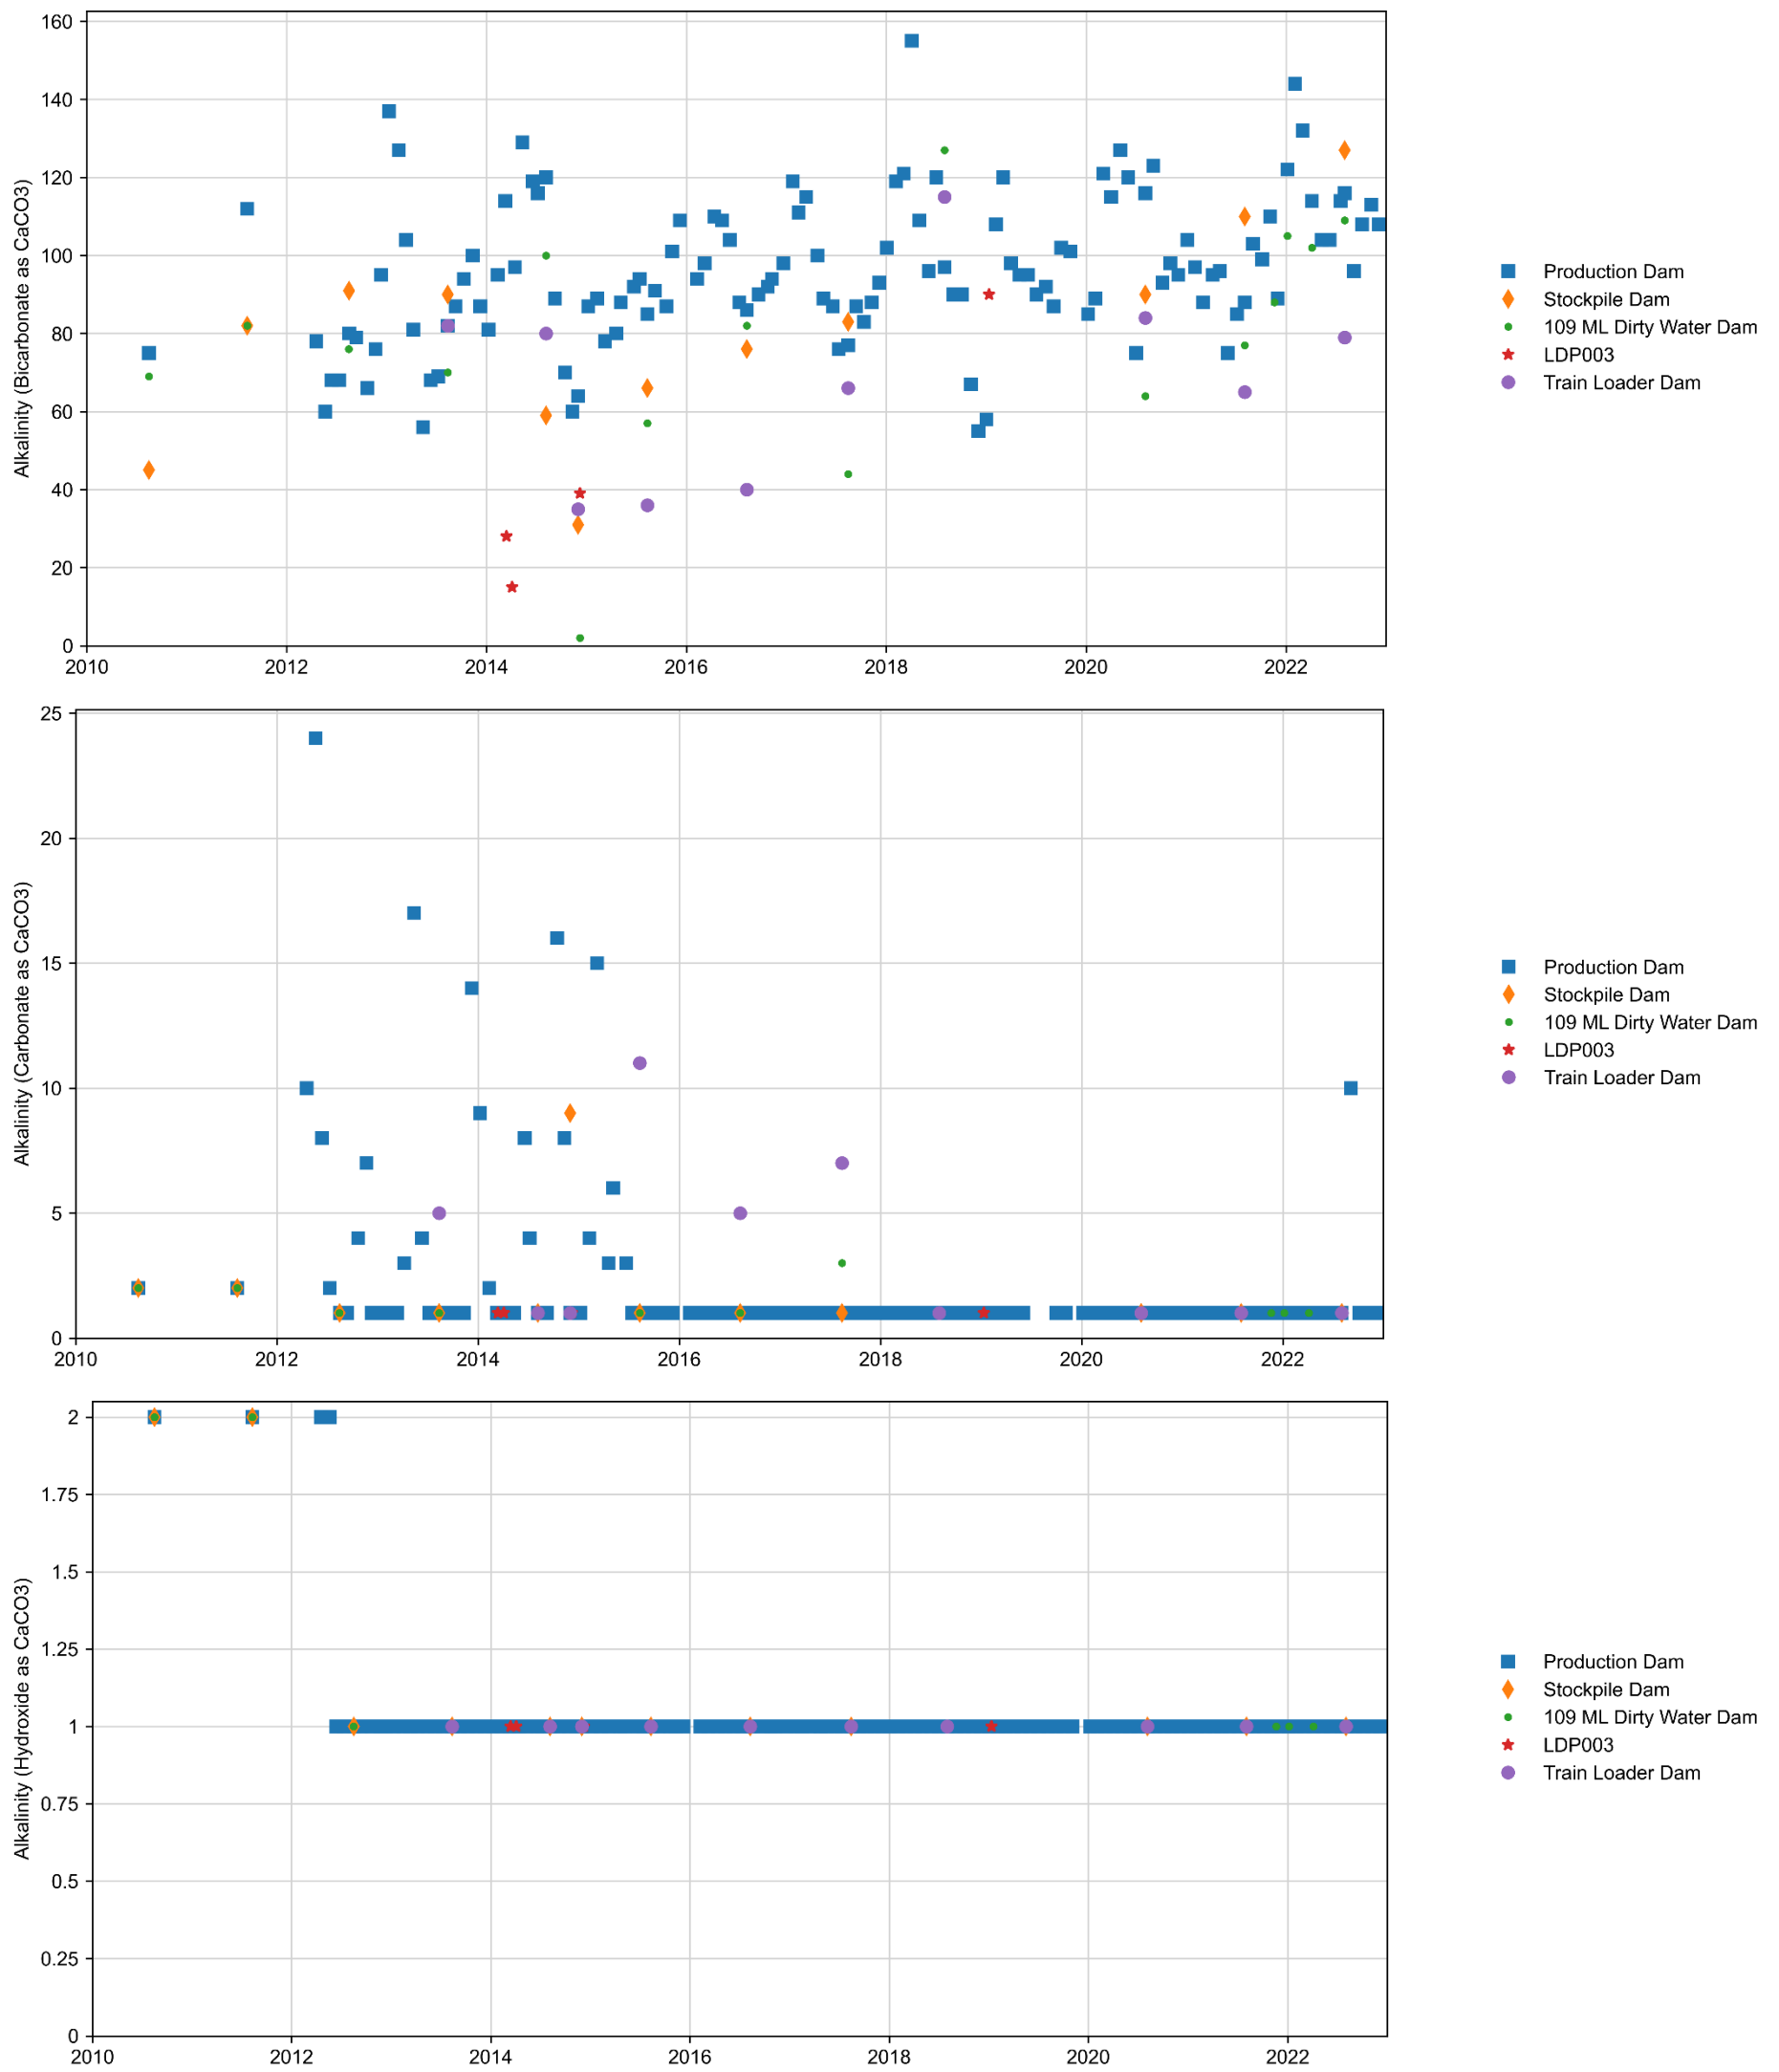 160
140
120
100
80
60
40
20
0
Alkalinity (Bicarbonate as CaCO3)
2010 2012 2014 2016 2018 2020 2022
Production Dam
Stockpile Dam
109 ML Dirty Water Dam
LDP003
Train Loader Dam
25
20
15
10
5
0
Alkalinity (Carbonate as CaCO3)
2010 2012 2014 2016 2018 2020 2022
Production Dam
Stockpile Dam
109 ML Dirty Water Dam
LDP003
Train Loader Dam
2
1.75
1.5
1.25
1
0.75
0.5
0.25
0
Alkalinity (Hydroxide as CaCO3)
2010 2012 2014 2016 2018 2020 2022
Production Dam
Stockpile Dam
109 ML Dirty Water Dam
LDP003
Train Loader Dam